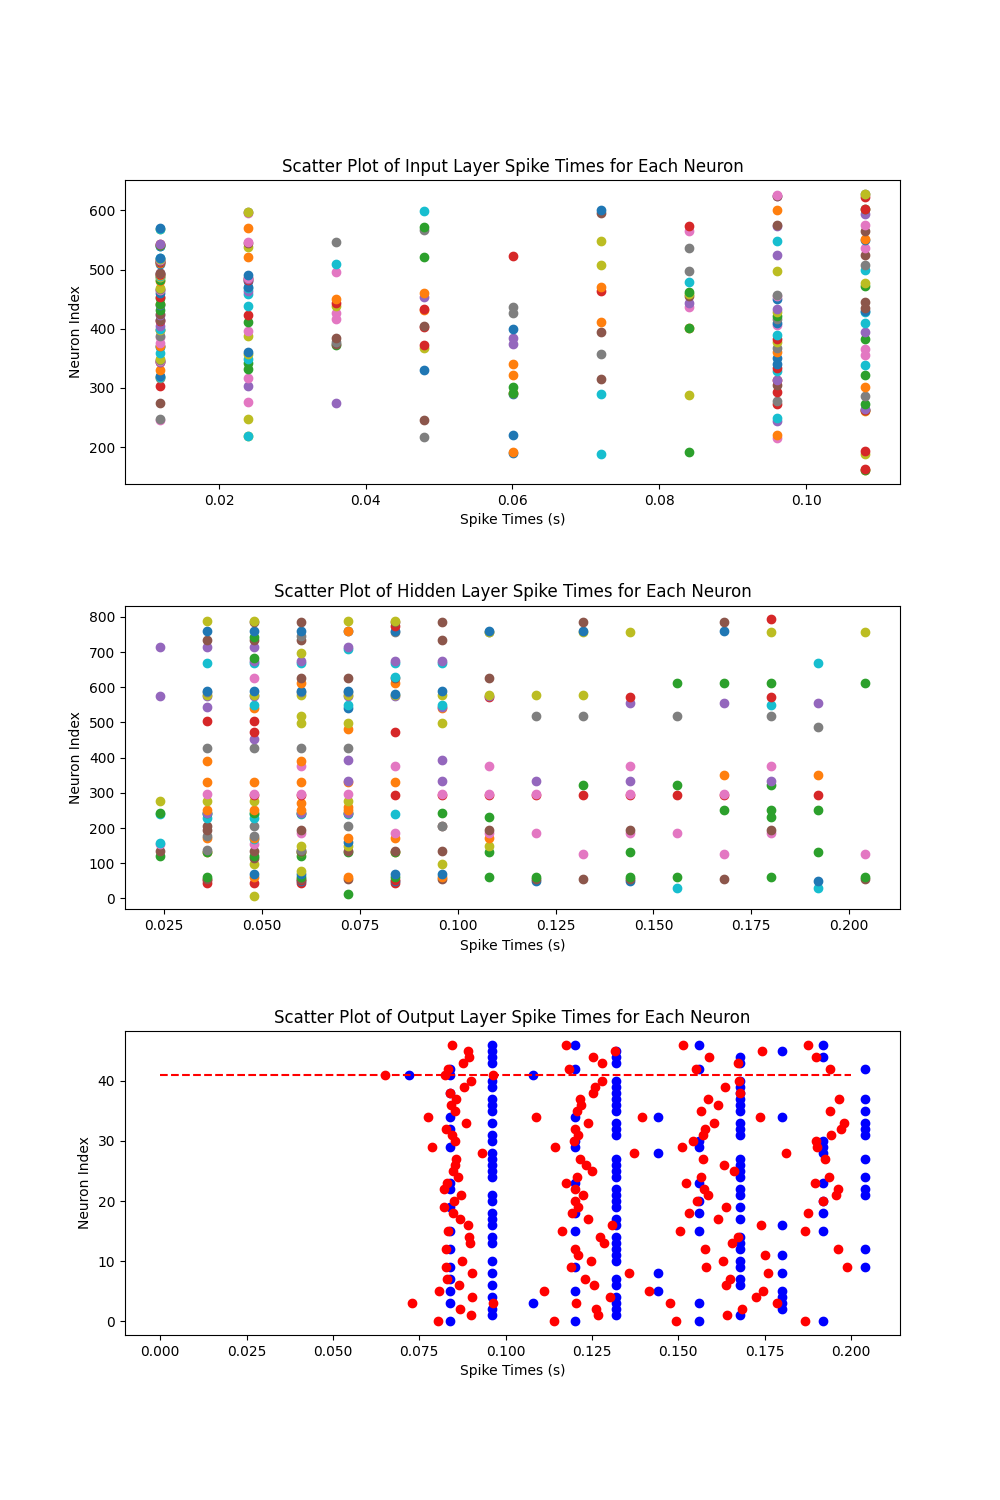 Scatter Plot of Input Layer Spike Times for Each Neuron
Neuron Index
600
500
400
300
200
0.02 0.04 0.06 0.08 0.10
Spike Times (s)
Scatter Plot of Hidden Layer Spike Times for Each Neuron
Neuron Index
800
700
600
500
400
300
200
100
0
0.025 0.050 0.075 0.100 0.125 0.150 0.175 0.200
Spike Times (s)
Scatter Plot of Output Layer Spike Times for Each Neuron
Neuron Index
40
30
20
10
0
0.000 0.025 0.050 0.075 0.100 0.125 0.150 0.175 0.200
Spike Times (s)